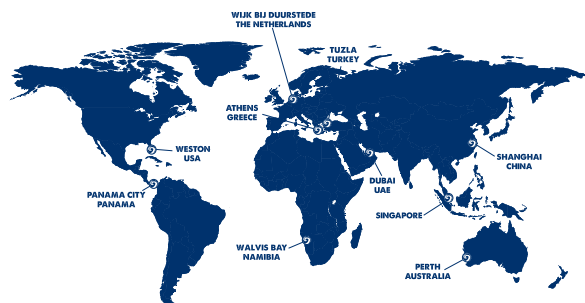 WIJK BIJ DUURSTEDE
THE NETHERLANDS
TUZLA
TURKEY
ATHENS
GREECE
WESTON
USA
SHANGHAI
CHINA
DUBAI
UAE
PANAMA CITY
PANAMA
SINGAPORE
WALVIS BAY
NAMIBIA
PERTH
AUSTRALIA